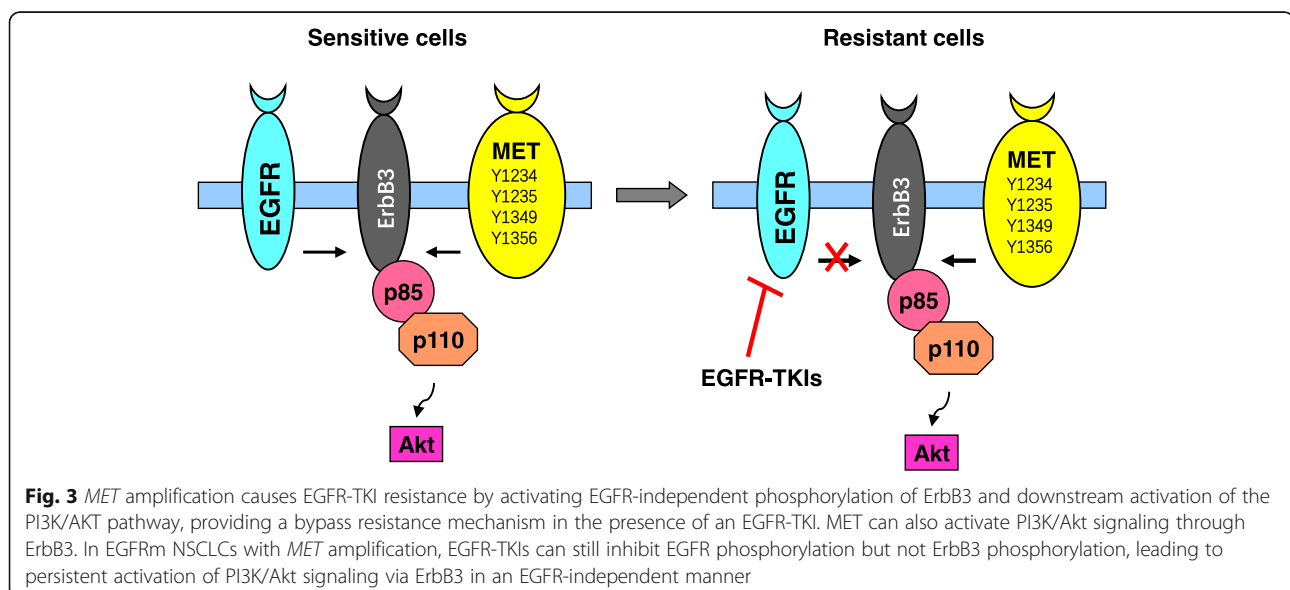 Sensitive cells
Resistant cells
EGFR
ErbB3
MET
Y1234
Y1235
Y1349
Y1356
p85
p110
Akt
EGFR
ErbB3
MET
Y1234
Y1235
Y1349
Y1356
p85
p110
EGFR-TKIs
Akt
Fig. 3 MET amplification causes EGFR-TKI resistance by activating EGFR-independent phosphorylation of ErbB3 and downstream activation of the
PI3K/AKT pathway, providing a bypass resistance mechanism in the presence of an EGFR-TKI. MET can also activate PI3K/Akt signaling through
ErbB3. In EGFRm NSCLCs with MET amplification, EGFR-TKIs can still inhibit EGFR phosphorylation but not ErbB3 phosphorylation, leading to
persistent activation of PI3K/Akt signaling via ErbB3 in an EGFR-independent manner